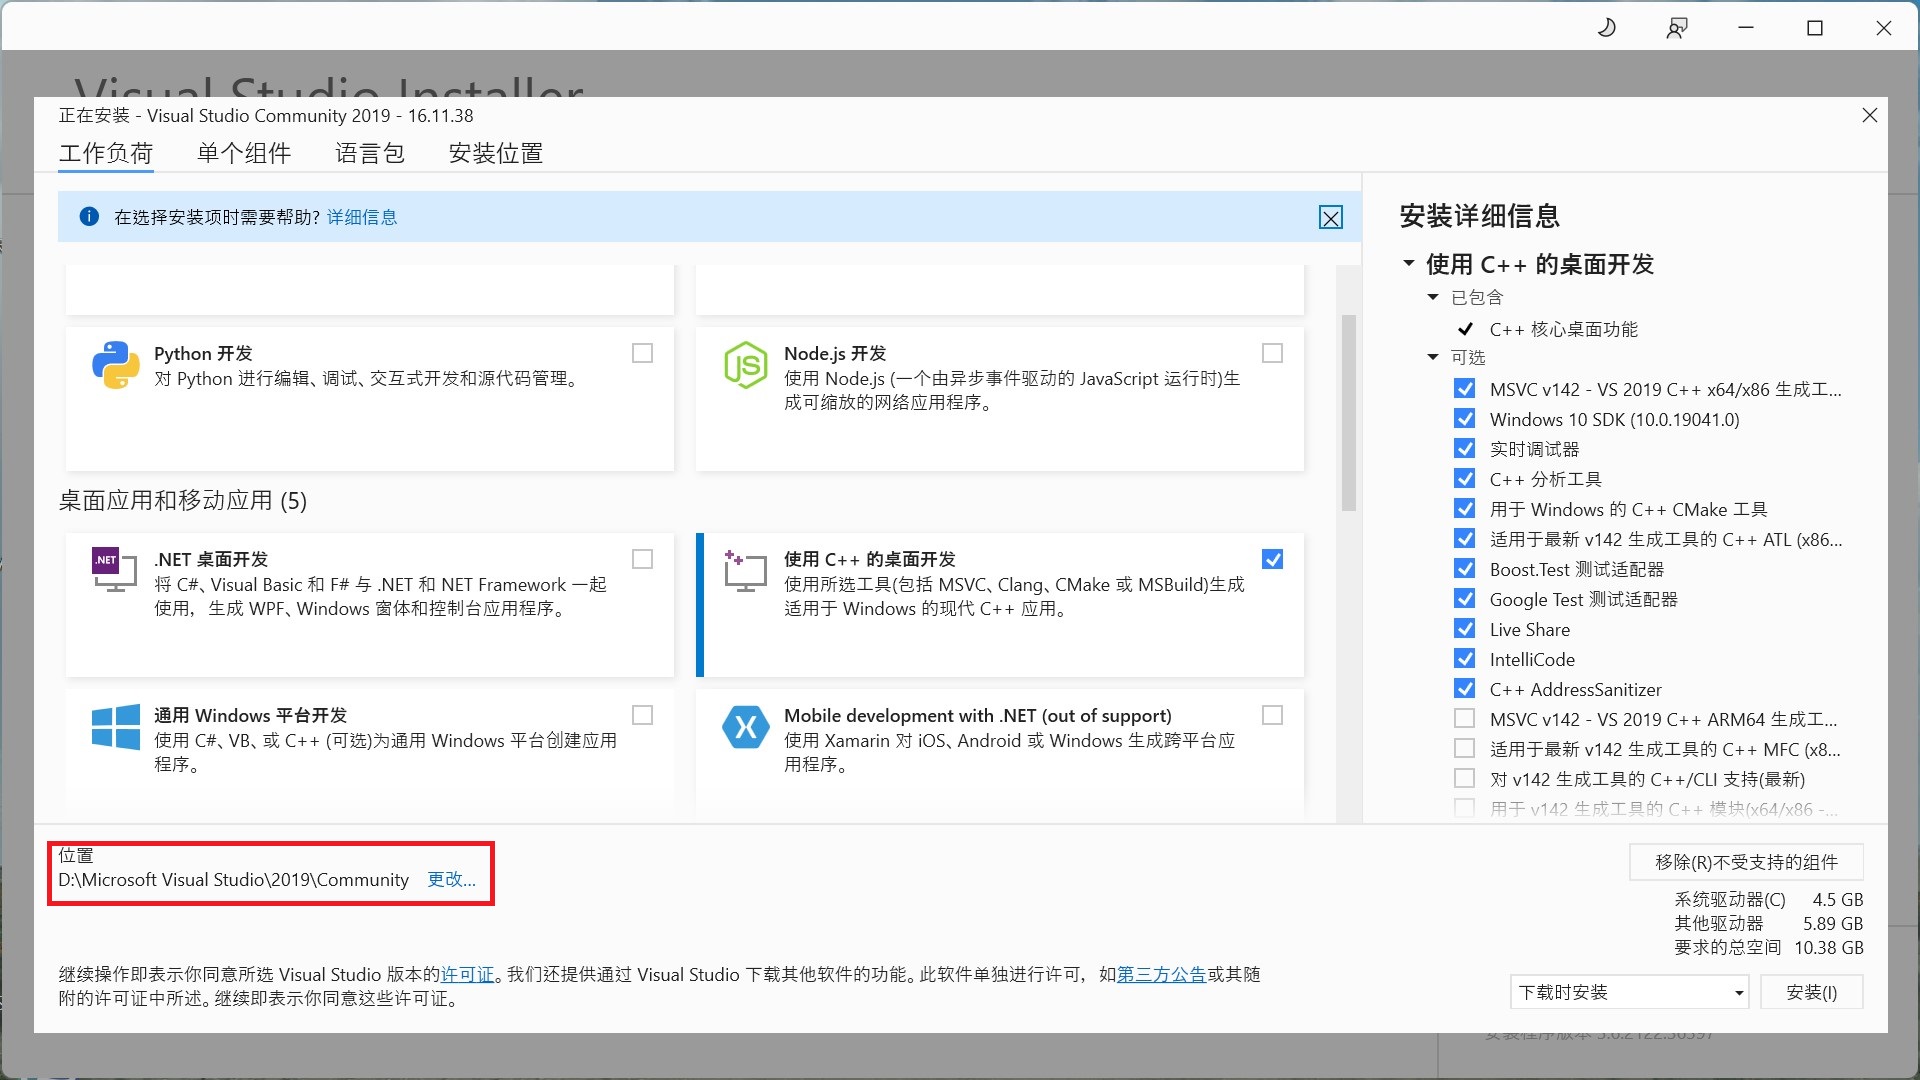 Visual Studio Installer
正在安装 - Visual Studio Community 2019 - 16.11.38
工作负荷 单个组件 语言包 安装位置
在选择安装项时需要帮助? 详细信息
Python 开发
对 Python 进行编辑、调试、交互式开发和源代码管理。
Node.js 开发
使用 Node.js (一个由异步事件驱动的 JavaScript 运行时)生
成可缩放的网络应用程序。
桌面应用和移动应用 (5)
.NET
.NET 桌面开发
将 C#、Visual Basic 和 F# 与 .NET 和 NET Framework 一起
使用，生成 WPF、Windows 窗体和控制台应用程序。
使用 C++ 的桌面开发
使用所选工具(包括 MSVC、Clang、CMake 或 MSBuild)生成
适用于 Windows 的现代 C++ 应用。
通用 Windows 平台开发
使用 C#、VB、或 C++ (可选)为通用 Windows 平台创建应用
程序。
Mobile development with .NET (out of support)
使用 Xamarin 对 iOS、Android 或 Windows 生成跨平台应
用程序。
安装详细信息
使用 C++ 的桌面开发
已包含
C++ 核心桌面功能
可选
MSVC v142 - VS 2019 C++ x64/x86 生成工...
Windows 10 SDK (10.0.19041.0)
实时调试器
C++ 分析工具
用于 Windows 的 C++ CMake 工具
适用于最新 v142 生成工具的 C++ ATL (x86...
Boost.Test 测试适配器
Google Test 测试适配器
Live Share
IntelliCode
C++ AddressSanitizer
MSVC v142 - VS 2019 C++ ARM64 生成工...
适用于最新 v142 生成工具的 C++ MFC (x8...
对 v142 生成工具的 C++/CLI 支持(最新)
用于 v142 生成工具的 C++ 模块(x64/x86 -...
位置
D:\Microsoft Visual Studio\2019\Community 更改...
移除(R)不受支持的组件
系统驱动器(C) 4.5 GB
其他驱动器 5.89 GB
要求的总空间 10.38 GB
继续操作即表示你同意所选 Visual Studio 版本的许可证。我们还提供通过 Visual Studio 下载其他软件的功能。此软件单独进行许可，如第三方公告或其随
附的许可证中所述。继续即表示你同意这些许可证。
下载时安装 安装(I)